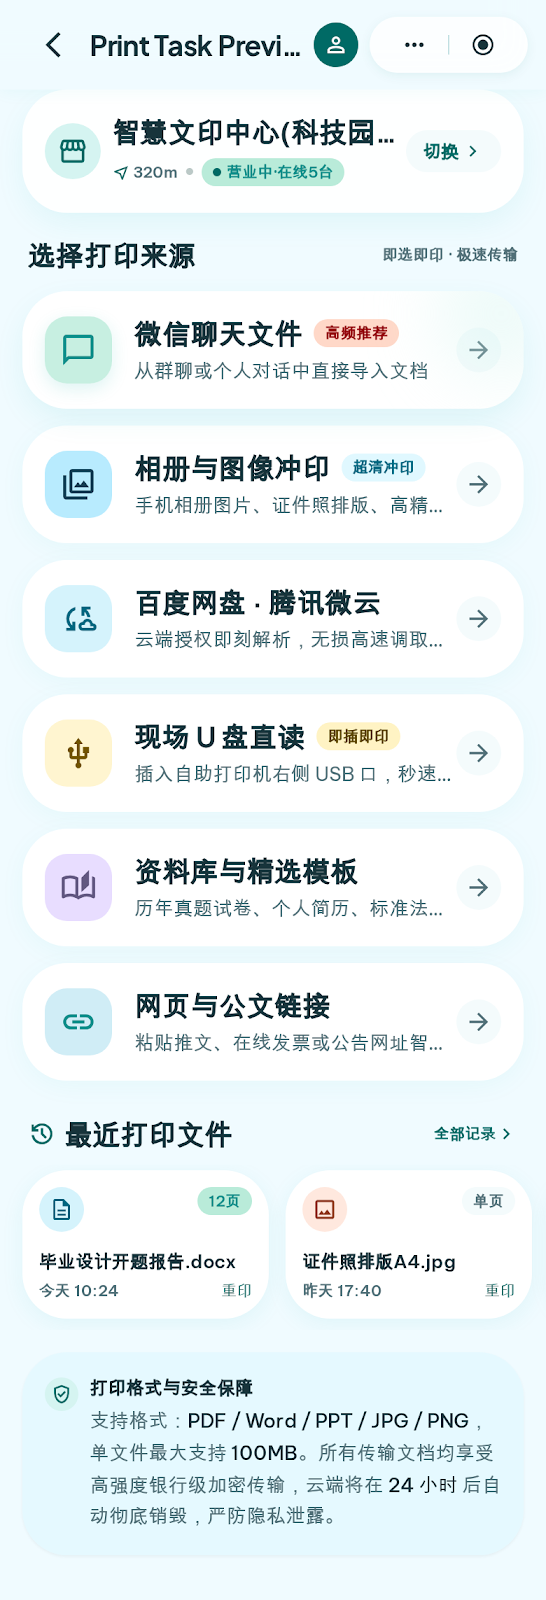 Print Task Previ...
智慧文印中心(科技园...
320m
营业中·在线5台
切换
选择打印来源
即选即印 · 极速传输
微信聊天文件
高频推荐
从群聊或个人对话中直接导入文档
相册与图像冲印
超清冲印
手机相册图片、证件照排版、高精...
百度网盘 · 腾讯微云
云端授权即刻解析，无损高速调取...
现场 U 盘直读
即插即印
插入自助打印机右侧 USB 口，秒速...
资料库与精选模板
历年真题试卷、个人简历、标准法...
网页与公文链接
粘贴推文、在线发票或公告网址智...
最近打印文件
全部记录
12页
毕业设计开题报告.docx
今天 10:24
重印
单页
证件照排版A4.jpg
昨天 17:40
重印
打印格式与安全保障
支持格式：PDF / Word / PPT / JPG / PNG，
单文件最大支持 100MB。所有传输文档均享受
高强度银行级加密传输，云端将在 24 小时 后自
动彻底销毁，严防隐私泄露。